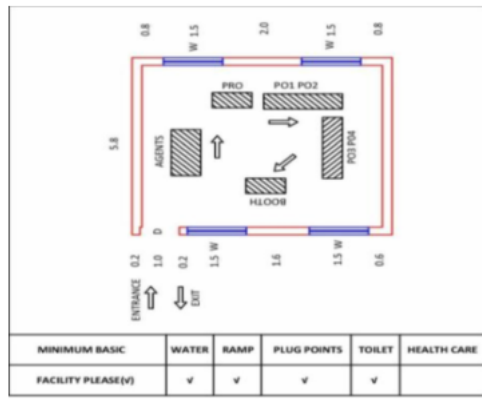 0.8
W 1.5
2.0
W 1.5
0.8
PRO
PO1 PO2
5.8
AGENTS
PO3 P04
BOOTH
D
0.2
1.0
0.2
1.5 W
1.6
1.5 W
0.6
ENTRANCE
EXIT
MINIMUM BASIC WATER RAMP PLUG POINTS TOILET HEALTH CARE
FACILITY PLEASE(√) √ √ √ √